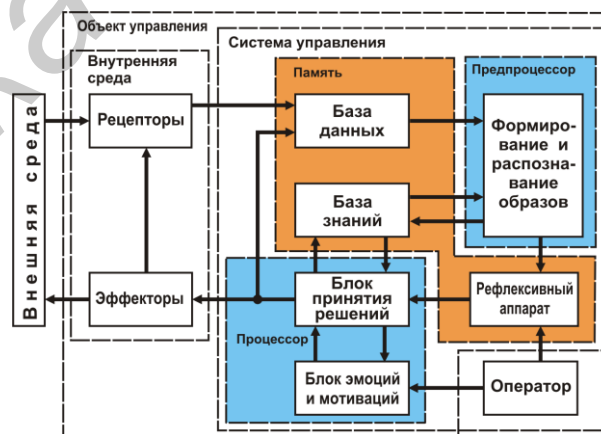 Объект управления
Система управления
Внутренняя
среда
Память
Предпроцессор
Внешняя среда
Рецепторы
База
данных
Формиро-
вание и
распозна-
вание
образов
База
знаний
Эффекторы
Блок
принятия
решений
Рефлексивный
аппарат
Процессор
Блок эмоций
и мотиваций
Оператор